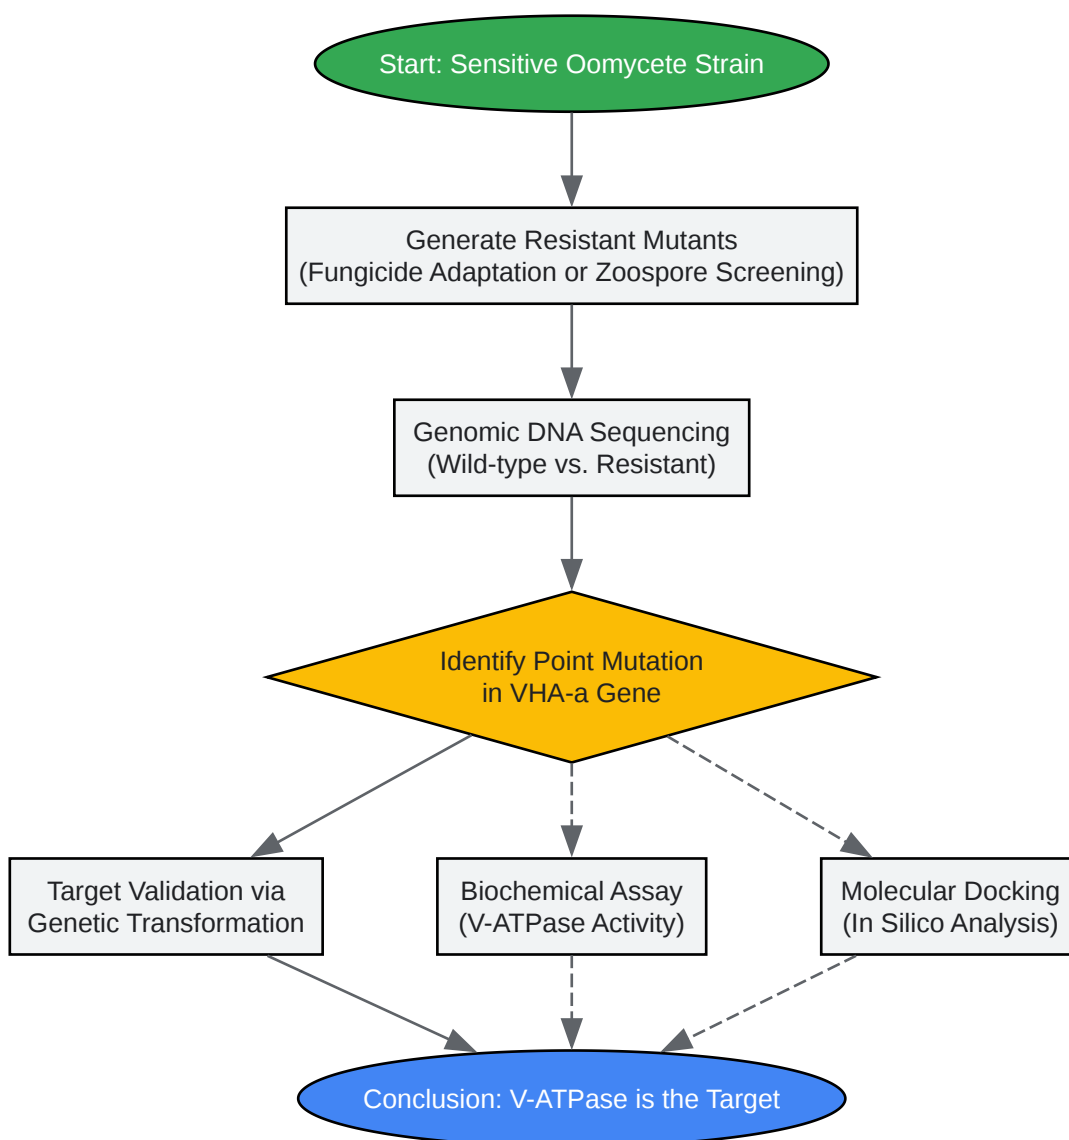 Start: Sensitive Oomycete Strain
Generate Resistant Mutants
(Fungicide Adaptation or Zoospore Screening)
Genomic DNA Sequencing
(Wild-type vs. Resistant)
Identify Point Mutation
in VHA-a Gene
Target Validation via
Genetic Transformation
Biochemical Assay
(V-ATPase Activity)
Molecular Docking
(In Silico Analysis)
Conclusion: V-ATPase is the Target